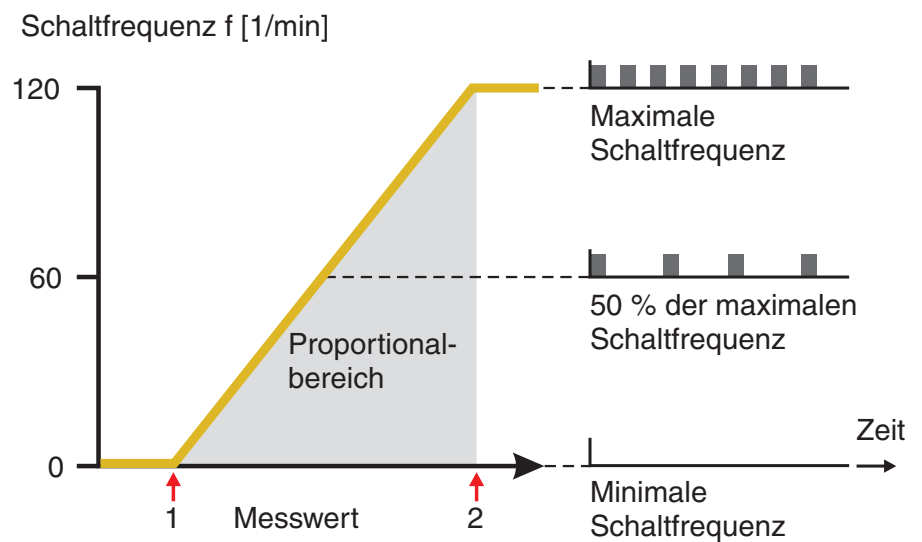 Schaltfrequenz f [1/min]
120
Maximale
Schaltfrequenz
60
50 % der maximalen
Schaltfrequenz
Proportional-
bereich
Zeit
0
1
Messwert
2
Minimale
Schaltfrequenz